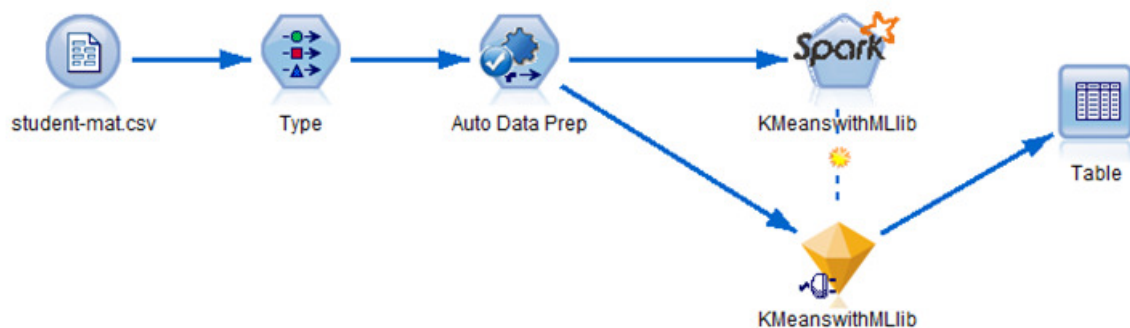 Spark
student-mat.csv
Type
Auto Data Prep
KMeanswithMLlib
Table
KMeanswithMLlib